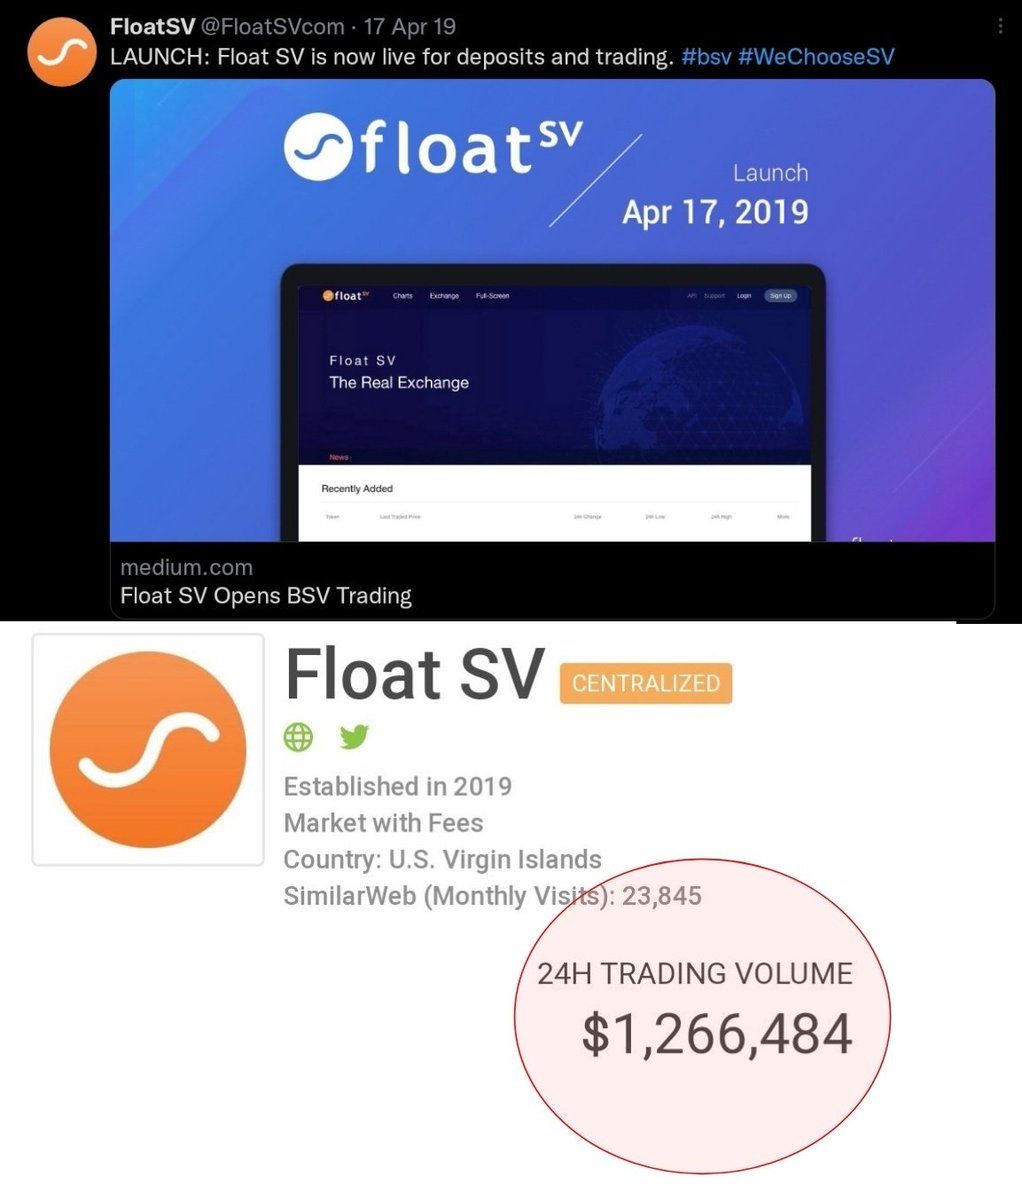 FloatSV @FloatSVcom · 17 Apr 19
LAUNCH: Float SV is now live for deposits and trading. #bsv #WeChooseSV
float SV
Launch
Apr 17, 2019
float SV Charts Exchange Full-Screen API Support Login Sign Up
Float SV
The Real Exchange
News
Recently Added
Token Last Traded Price 24h Change 24h Low 24h High More
medium.com
Float SV Opens BSV Trading
Float SV CENTRALIZED
Established in 2019
Market with Fees
Country: U.S. Virgin Islands
SimilarWeb (Monthly Visits): 23,845
24H TRADING VOLUME
$1,266,484